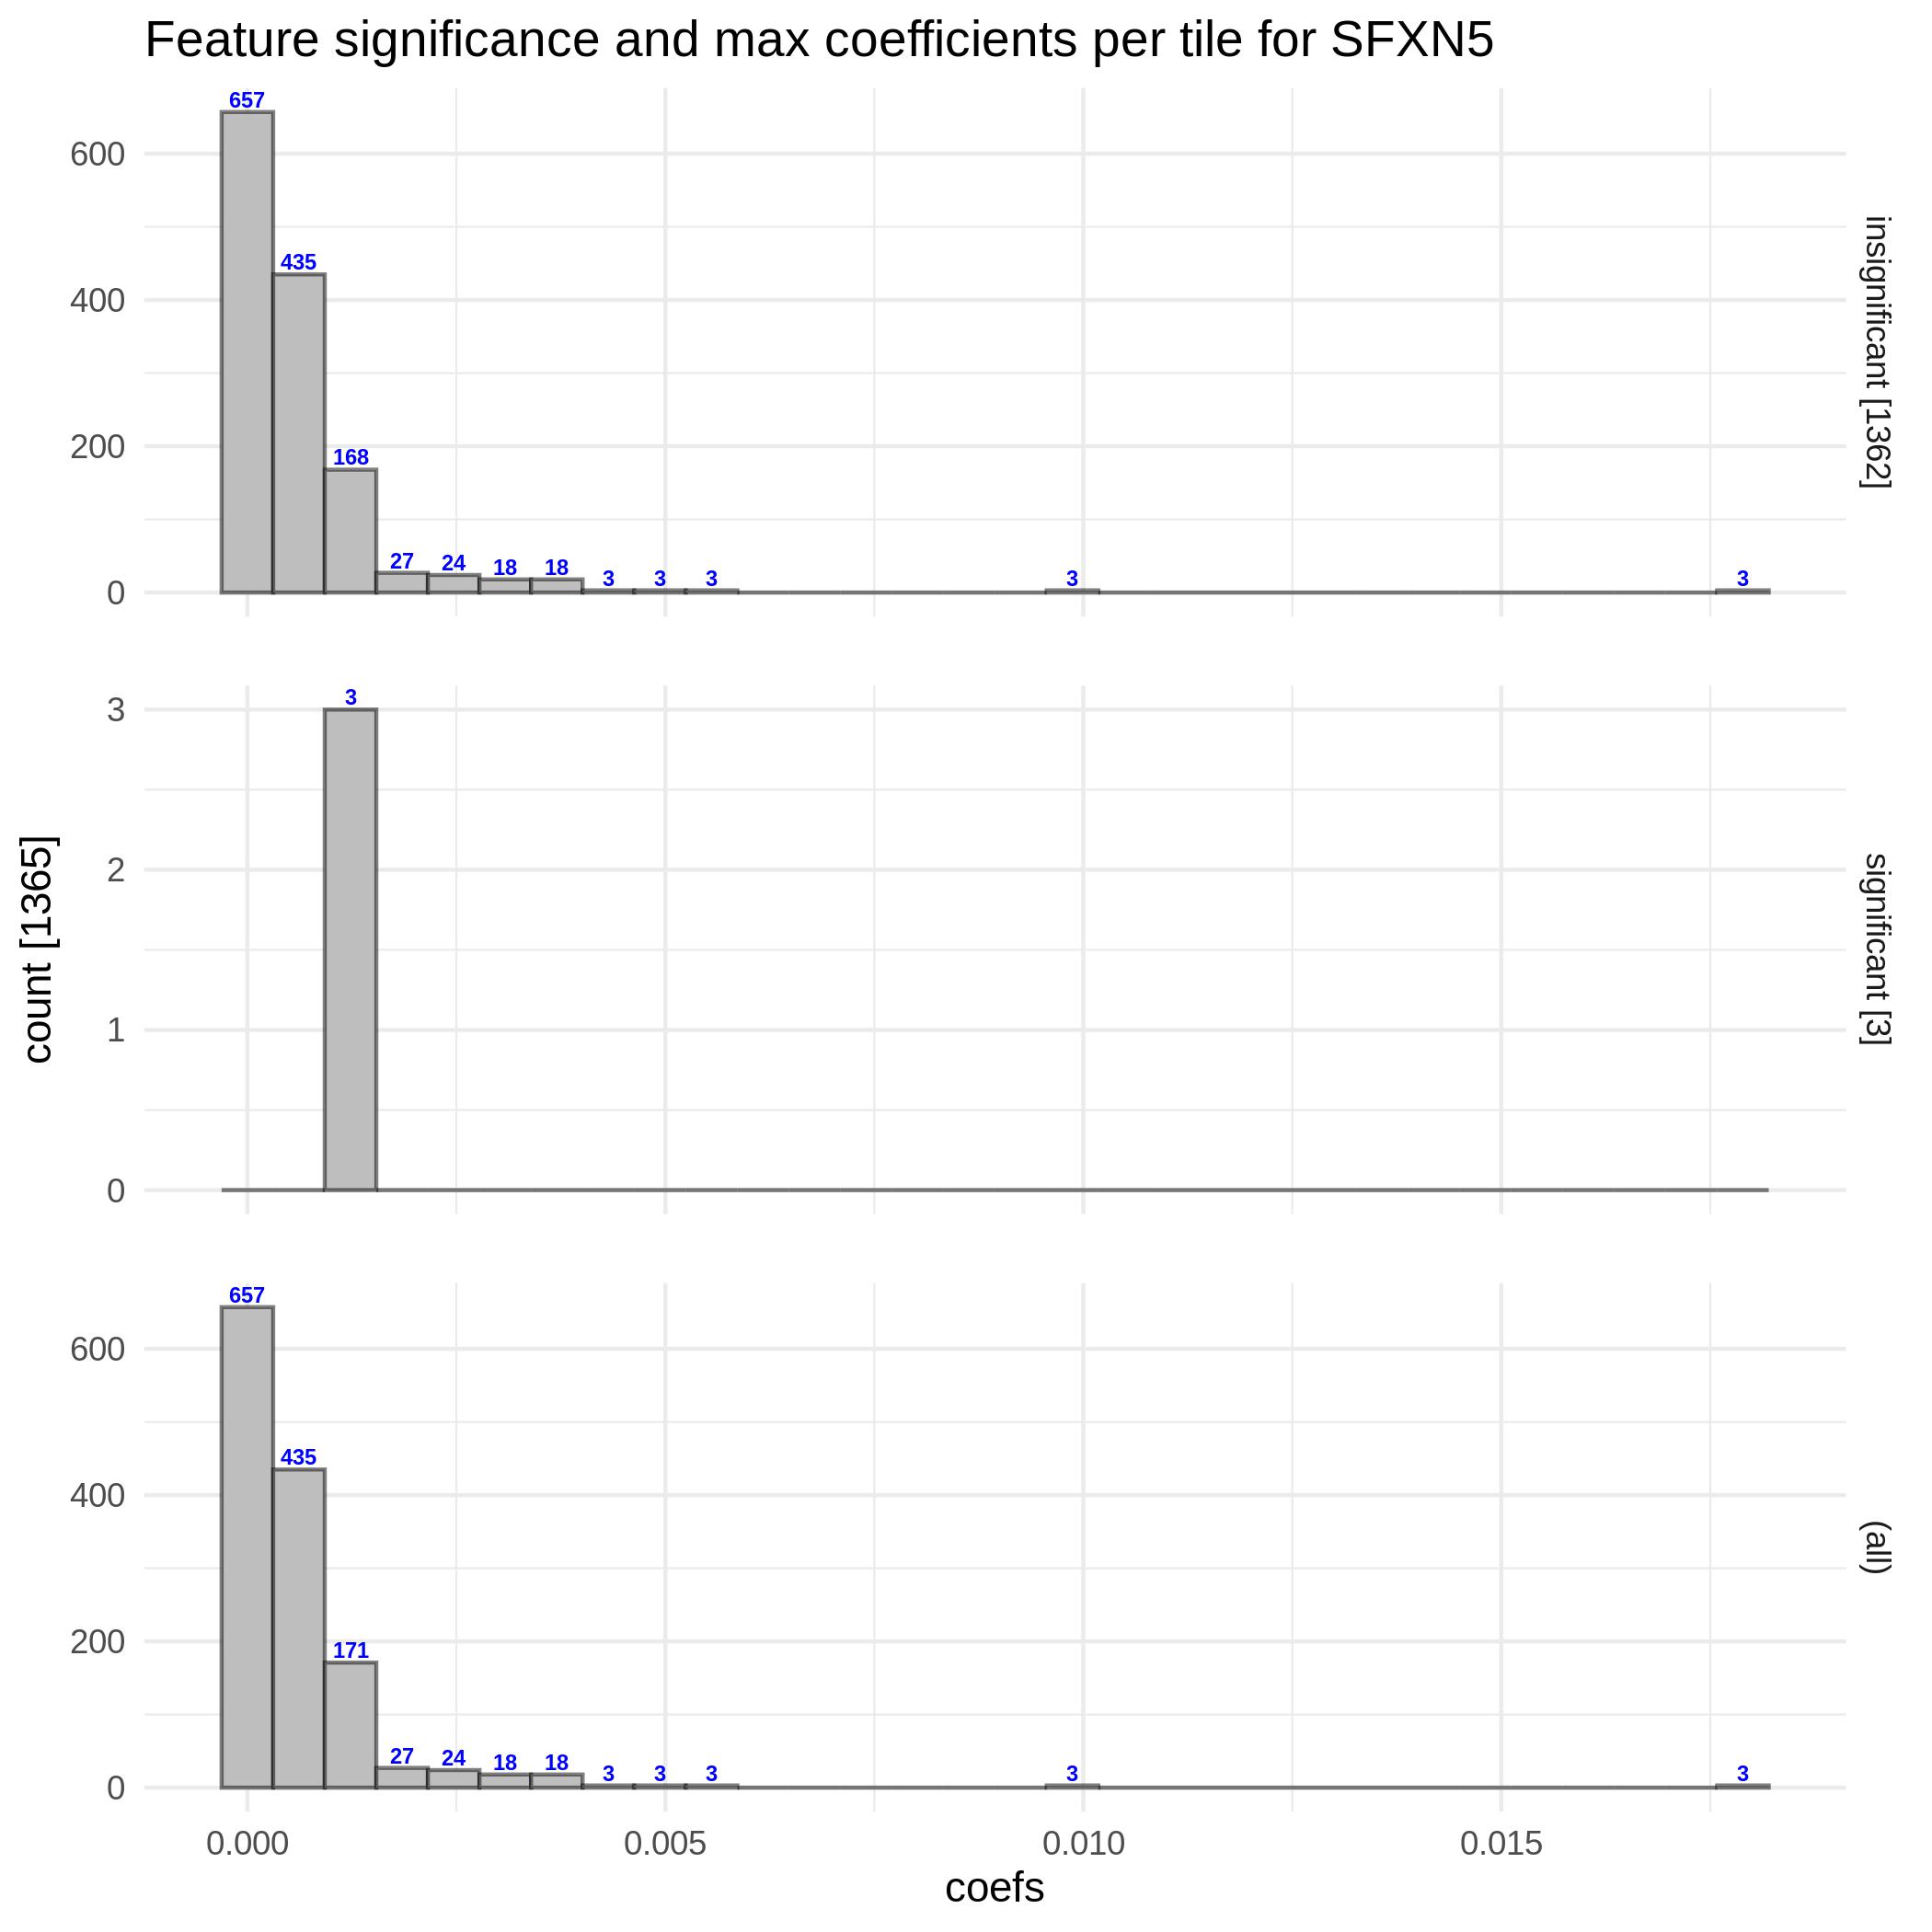 Feature significance and max coefficients per tile for SFXN5
657
600
435
400
168
200
27 24 18 18 3 3 3 3 3
0
insignificant [1362]
3
3
2
1
0
significant [3]
count [1365]
657
600
435
400
171
200
27 24 18 18 3 3 3 3 3
0
(all)
0.000 0.005 0.010 0.015
coefs